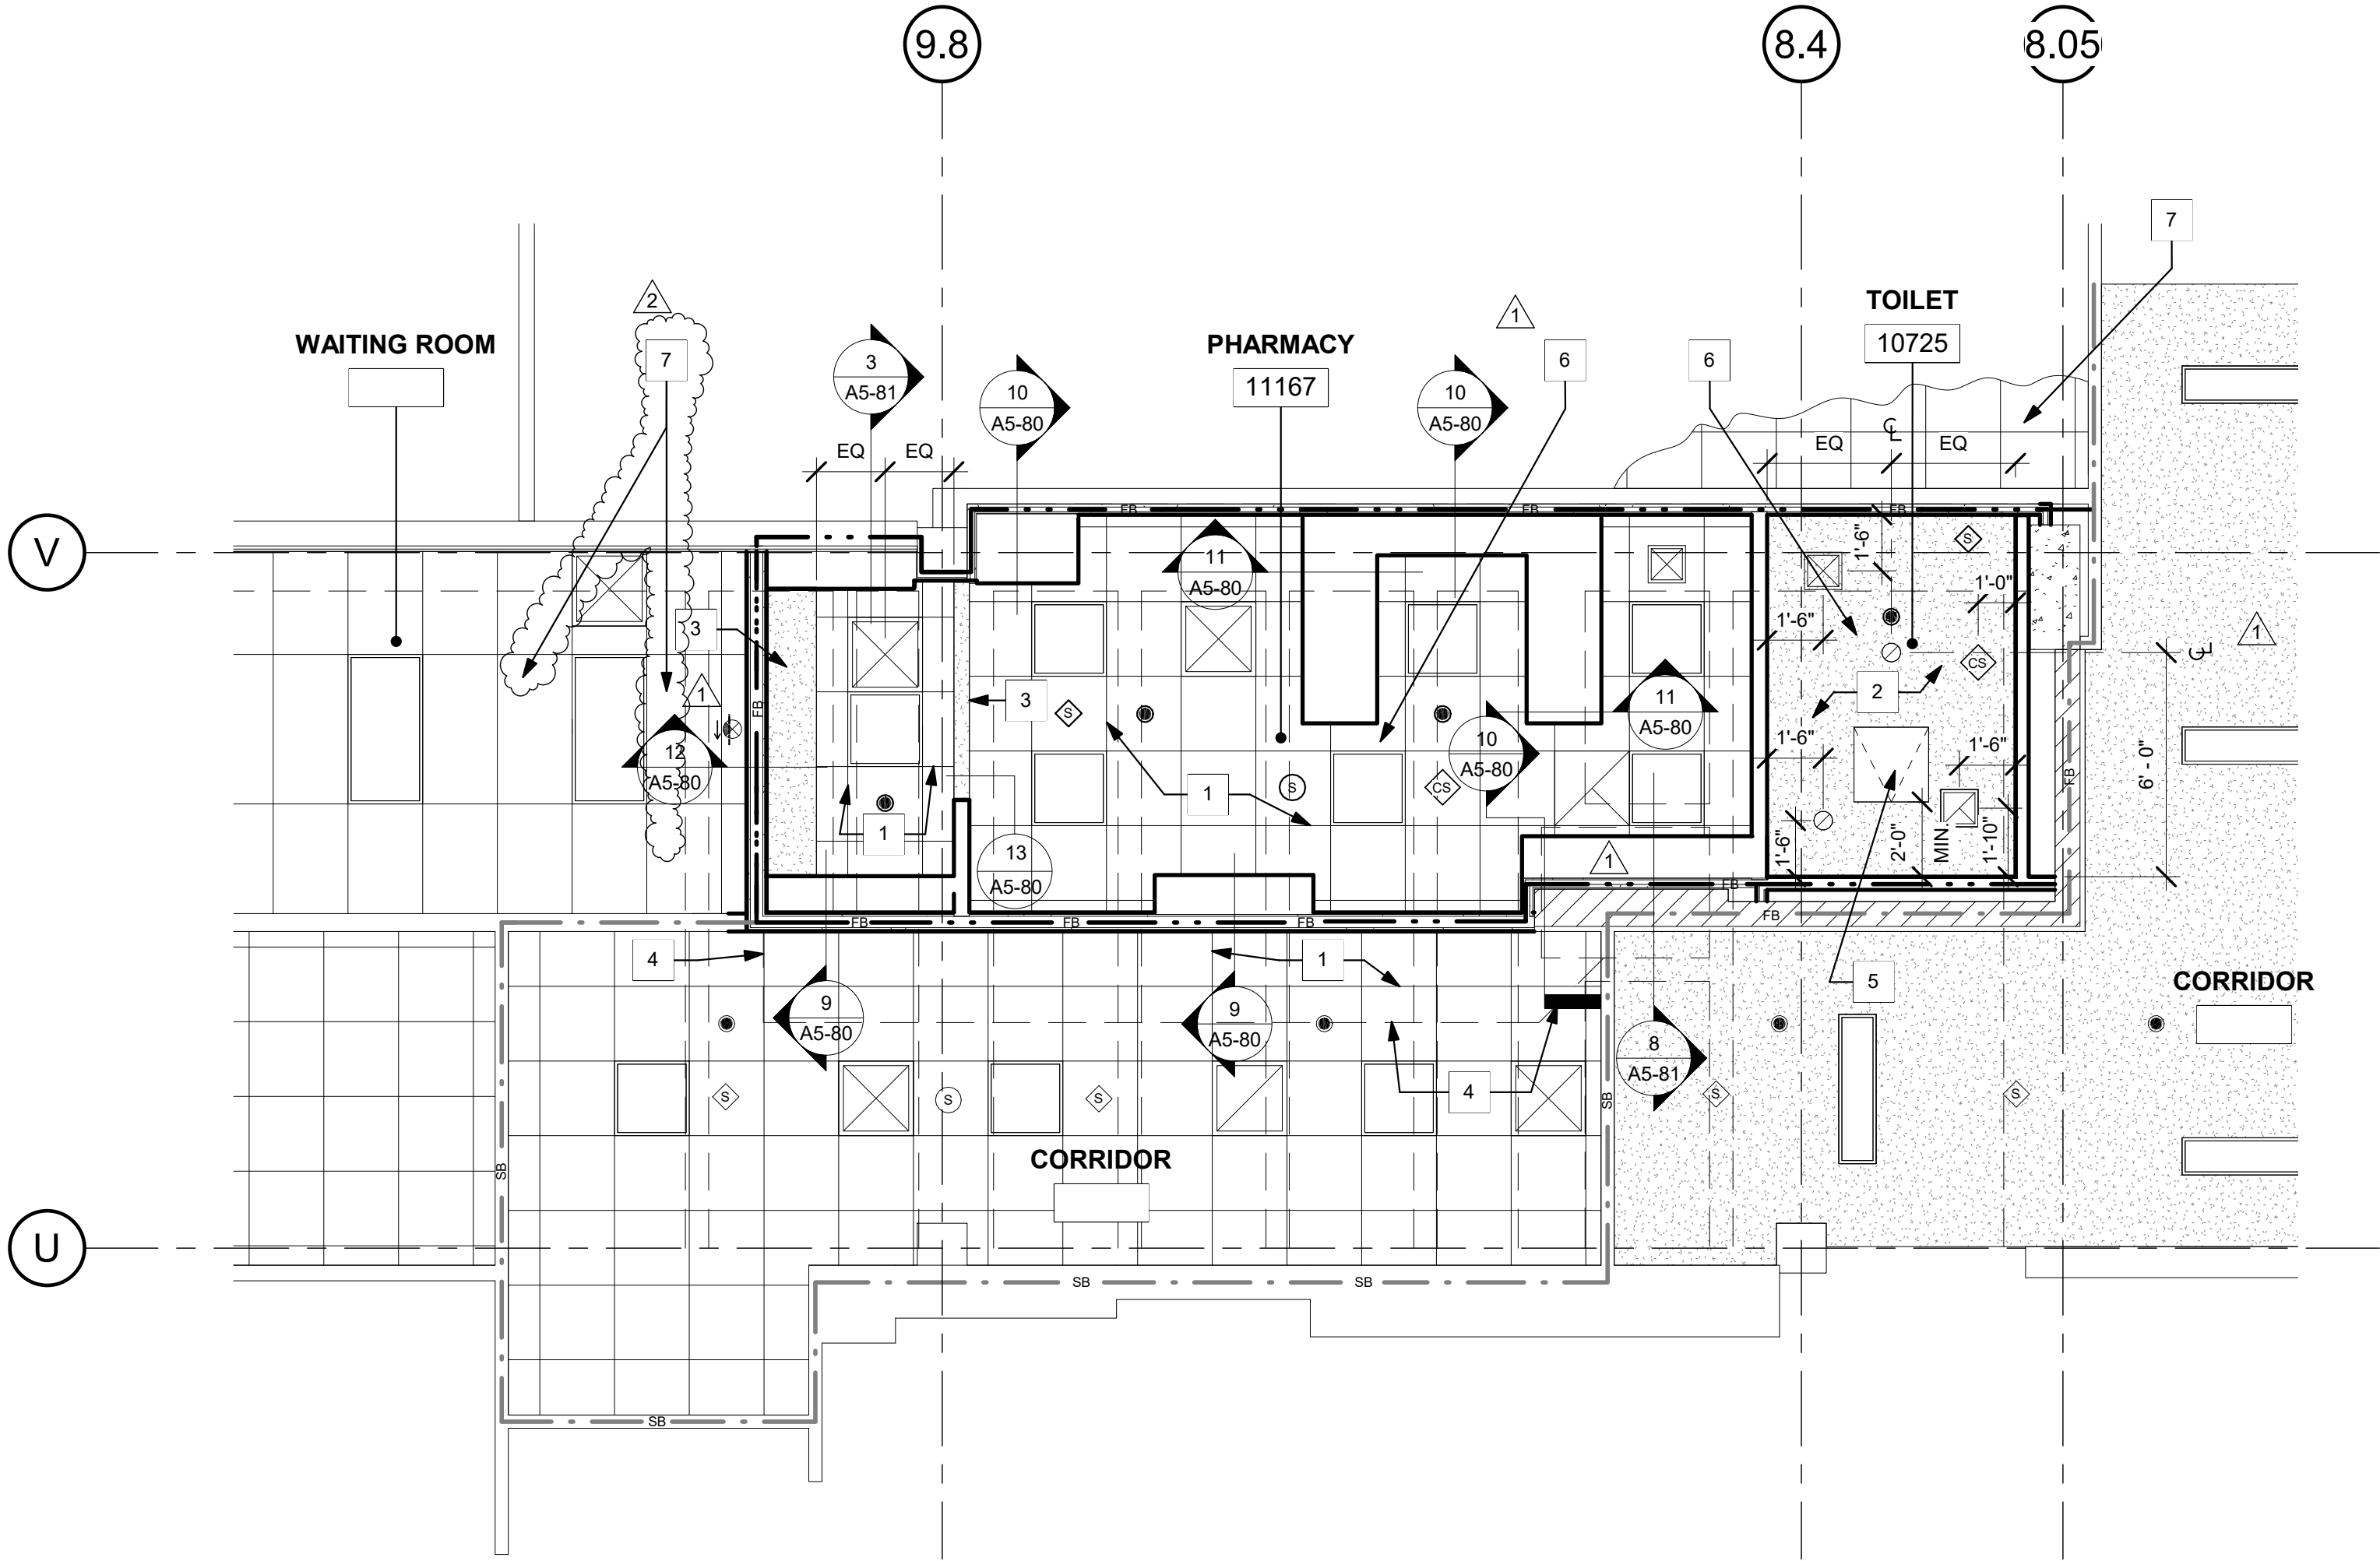 9.8
8.4
8.05
7
2
1
TOILET
10725
WAITING ROOM
7
3
A5-81
PHARMACY
11167
6
6
10
A5-80
10
A5-80
EQ
EQ
CL
EQ
EQ
FB
FB
FB
V
1'-6"
S
11
A5-80
1'-0"
1'-6"
3
1
CS
2
3
1
FB
S
11
A5-80
12
A5-80
10
A5-80
1'-6"
1'-6"
FB
6' - 0"
CL
1
S
CS
1
13
A5-80
1
1'-6"
2'-0"
MIN.
1'-10"
FB
FB
FB
FB
FB
4
1
5
CORRIDOR
9
A5-80
9
A5-80
8
A5-81
4
S
S
S
SB
S
S
CORRIDOR
SB
U
SB
SB
SB